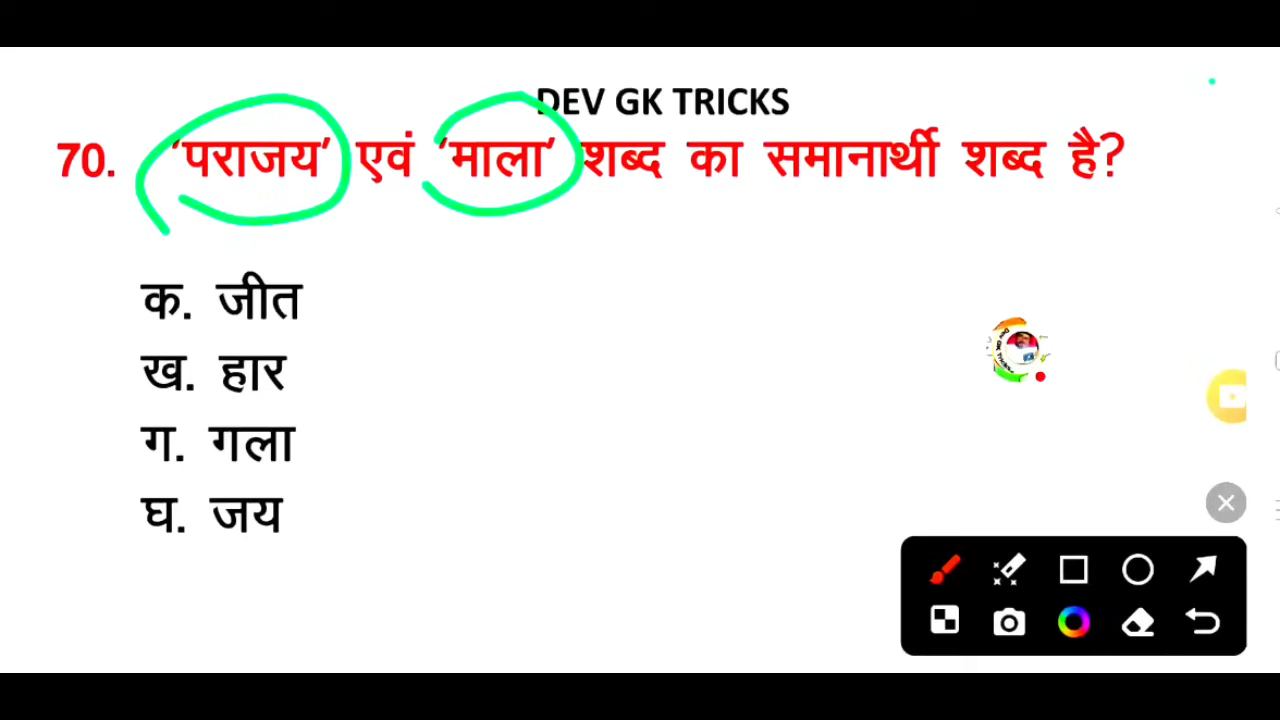 DEV GK TRICKS
70. 'पराजय' एवं 'माला' शब्द का समानार्थी शब्द है?
क. जीत
ख. हार
ग. गला
घ. जय